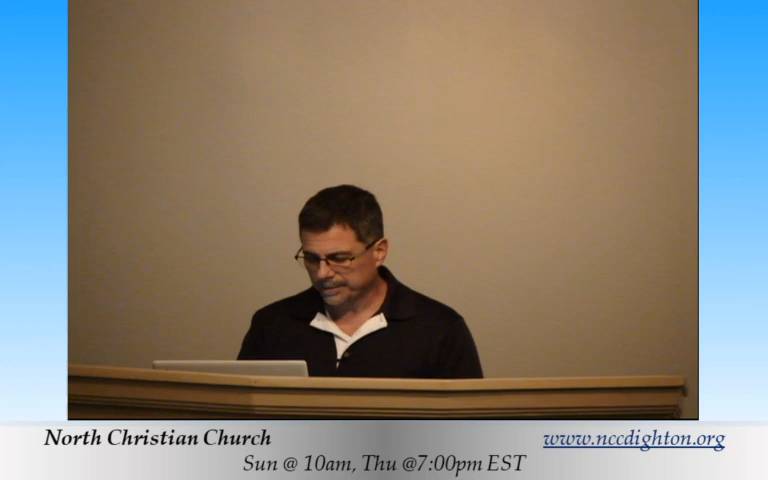 North Christian Church www.nccdighton.org
Sun @ 10am, Thu @7:00pm EST